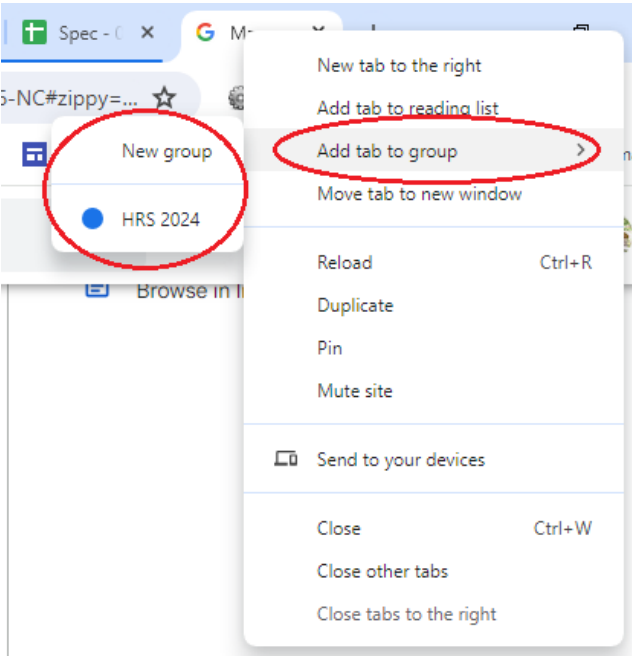 Spec - 
5-NC#zippy=...
New tab to the right
Add tab to reading list
New group
Add tab to group
Move tab to new window
HRS 2024
Reload Ctrl+R
Browse in
Duplicate
Pin
Mute site
Send to your devices
Close Ctrl+W
Close other tabs
Close tabs to the right